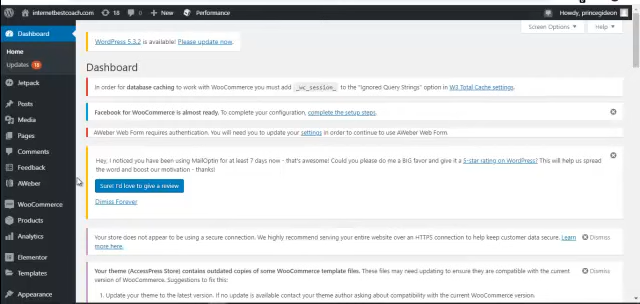 internetbestcoach.com 18 0 + New Performance Howdy, princegideon
Screen Options Help
Dashboard
Home
Updates 18
Jetpack
Posts
Media
Pages
Comments
Feedback
AWeber
WooCommerce
Products
Analytics
Elementor
Templates
Appearance
WordPress 5.3.2 is available! Please update now.
Dashboard
In order for database caching to work with WooCommerce you must add _wc_session_ to the "Ignored Query Strings" option in W3 Total Cache settings.
Facebook for WooCommerce is almost ready. To complete your configuration, complete the setup steps.
AWeber Web Form requires authentication. You will need to update your settings in order to continue to use AWeber Web Form.
Hey, I noticed you have been using MailOptin for at least 7 days now - that's awesome! Could you please do me a BIG favor and give it a 5-star rating on WordPress? This will help us spread
the word and boost our motivation - thanks!
Sure! I'd love to give a review
Dimiss Forever
Your store does not appear to be using a secure connection. We highly recommend serving your entire website over an HTTPS connection to help keep customer data secure. Learn
more here.
Dismiss
Your theme (AccessPress Store) contains outdated copies of some WooCommerce template files. These files may need updating to ensure they are compatible with the current
version of WooCommerce. Suggestions to fix this:
Dismiss
1. Update your theme to the latest version. If no update is available contact your theme author asking about compatibility with the current WooCommerce version.